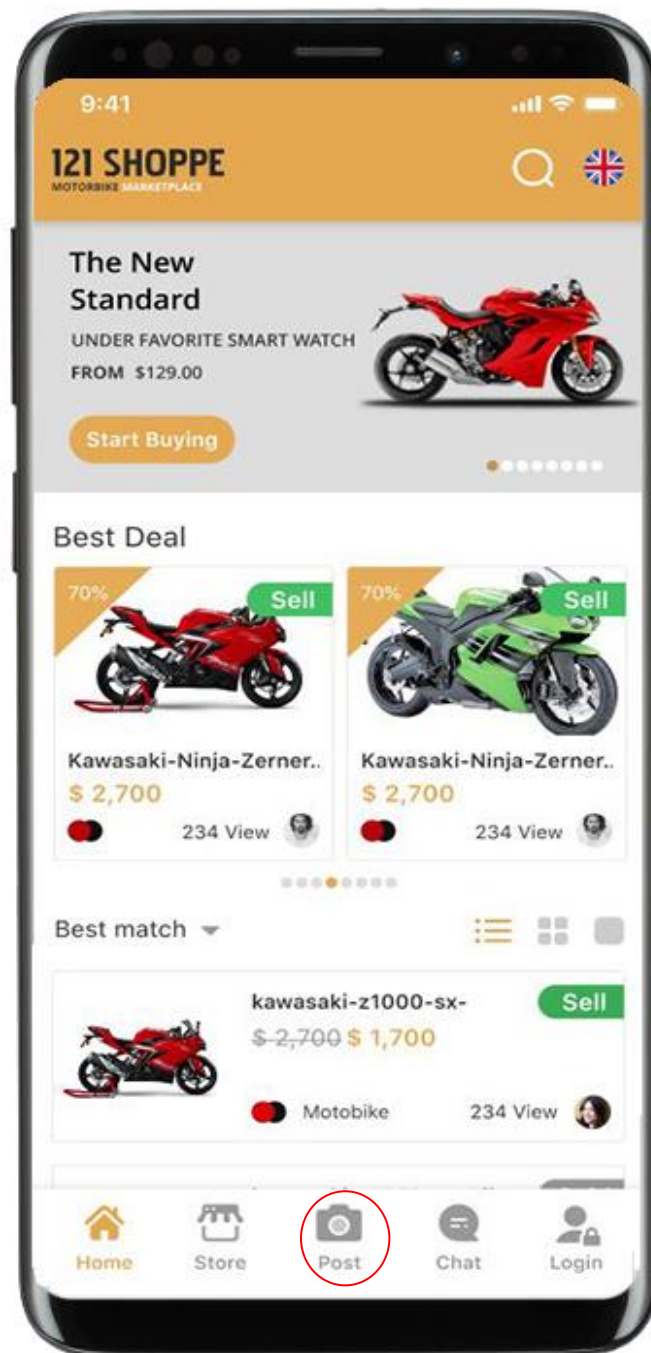 9:41
121 SHOPPE
MOTORBIKE MARKETPLACE
The New
Standard
UNDER FAVORITE SMART WATCH
FROM $129.00
Start Buying
Best Deal
70%
Sell
70%
Sell
Kawasaki-Ninja-Zerner..
Kawasaki-Ninja-Zerner..
$ 2,700
$ 2,700
234 View
234 View
Best match
kawasaki-z1000-sx-
Sell
$ 2,700 $ 1,700
Motobike
234 View
Home
Store
Post
Chat
Login